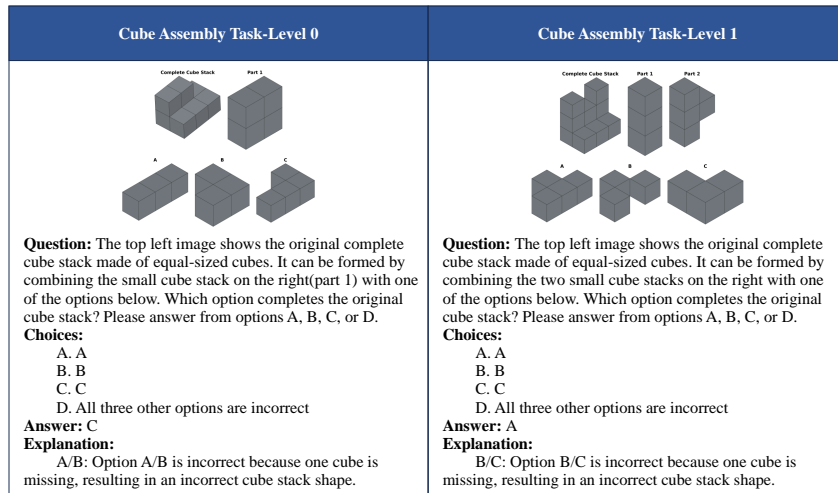 Cube Assembly Task-Level 0
Complete Cube Stack
Part 1
A
B
C
Question: The top left image shows the original complete
cube stack made of equal-sized cubes. It can be formed by
combining the small cube stack on the right(part 1) with one
of the options below. Which option completes the original
cube stack? Please answer from options A, B, C, or D.
Choices:
A. A
B. B
C. C
D. All three other options are incorrect
Answer: C
Explanation:
A/B: Option A/B is incorrect because one cube is
missing, resulting in an incorrect cube stack shape.
Cube Assembly Task-Level 1
Complete Cube Stack
Part 1
Part 2
A
B
C
Question: The top left image shows the original complete
cube stack made of equal-sized cubes. It can be formed by
combining the two small cube stacks on the right with one
of the options below. Which option completes the original
cube stack? Please answer from options A, B, C, or D.
Choices:
A. A
B. B
C. C
D. All three other options are incorrect
Answer: A
Explanation:
B/C: Option B/C is incorrect because one cube is
missing, resulting in an incorrect cube stack shape.